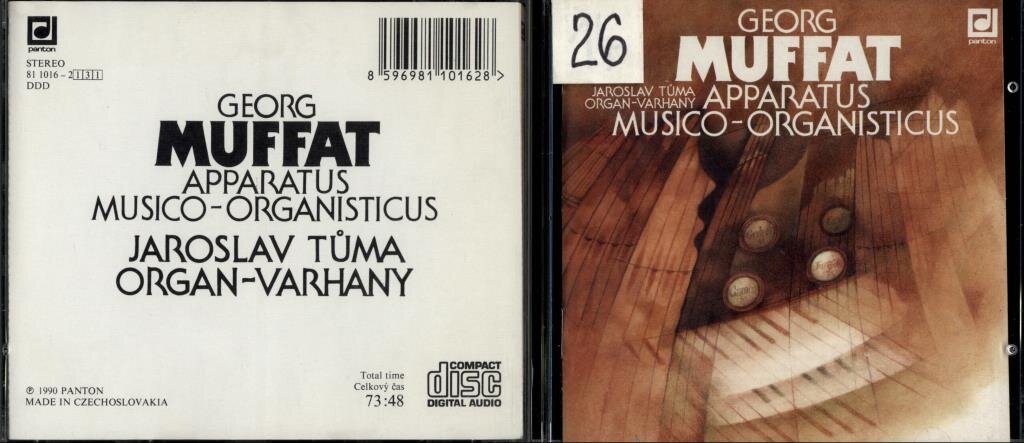 panton
STEREO
81 1016-2 131
DDD
8 596981 101628 >
GEORG
MUFFAT
APPARATUS
MUSICO-ORGANISTICUS
JAROSLAV TŮMA
ORGAN-VARHANY
℗ 1990 PANTON
MADE IN CZECHOSLOVAKIA
Total time
Celkový čas
73:48
COMPACT
disc
DIGITAL AUDIO
26
GEORG
MUFFAT
panton
JAROSLAV TŮMA
ORGAN-VARHANY
APPARATUS
MUSICO-ORGANISTICUS